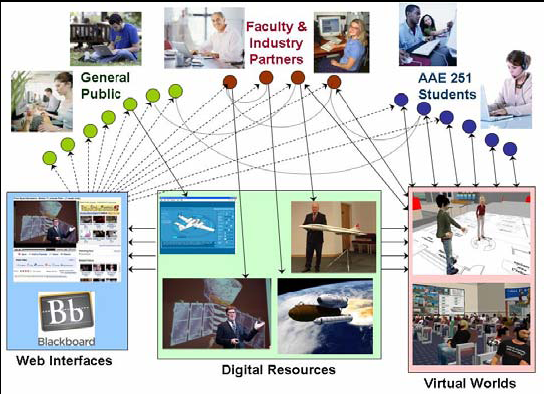 General
Public
Faculty &
Industry
Partners
AAE 251
Students
Bb
Blackboard
Web Interfaces
Digital Resources
Virtual Worlds